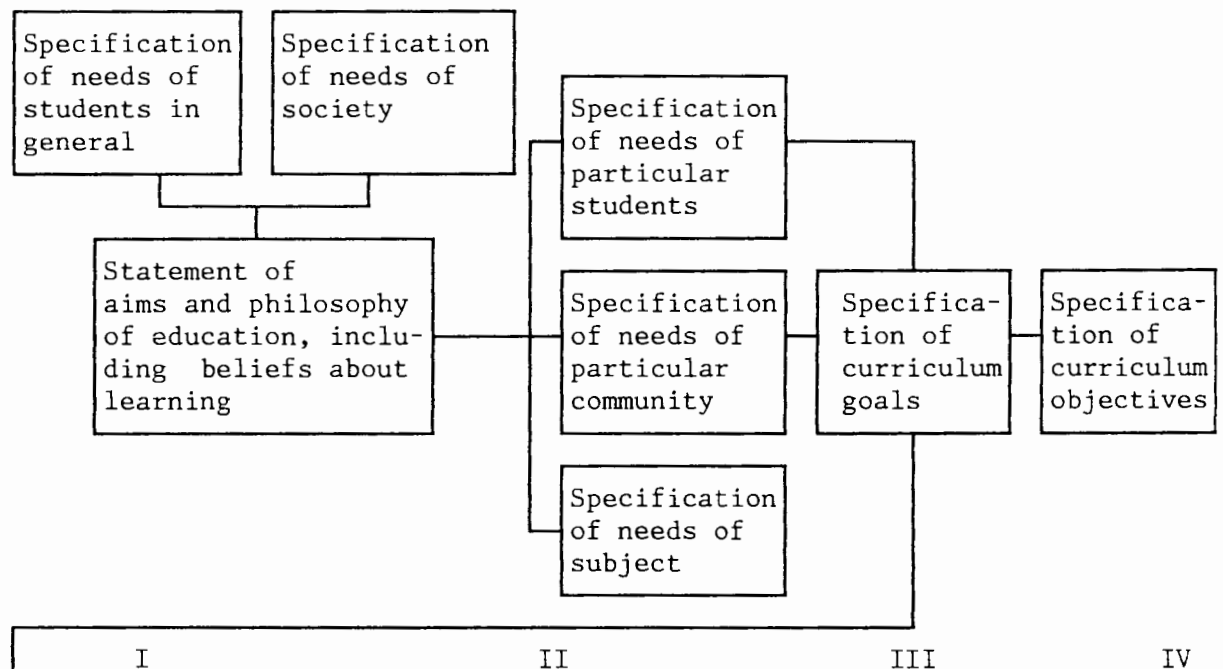 Specification
of needs of
students in
general
Specification
of needs of
society
Statement of
aims and philosophy
of education, inclu-
ding beliefs about
learning
Specification
of needs of
particular
students
Specification
of needs of
particular
community
Specification
of needs of
subject
Specifica-
tion of
curriculum
goals
Specifica-
tion of
curriculum
objectives
I II III IV